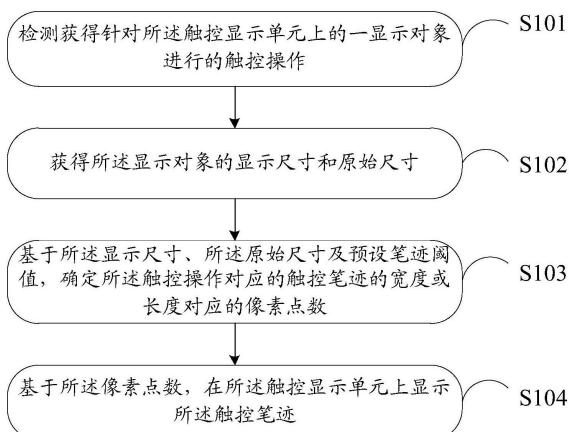 检测获得针对所述触控显示单元上的一显示对象
进行的触控操作
S101
获得所述显示对象的显示尺寸和原始尺寸
S102
基于所述显示尺寸、所述原始尺寸及预设笔迹阈
值，确定所述触控操作对应的触控笔迹的宽度或
长度对应的像素点数
S103
基于所述像素点数，在所述触控显示单元上显示
所述触控笔迹
S104